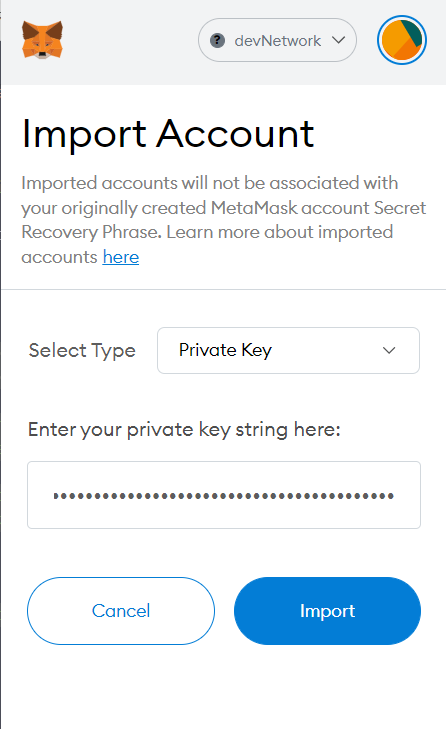 devNetwork
Import Account
Imported accounts will not be associated with
your originally created MetaMask account Secret
Recovery Phrase. Learn more about imported
accounts here
Select Type
Private Key
Enter your private key string here:
Cancel
Import